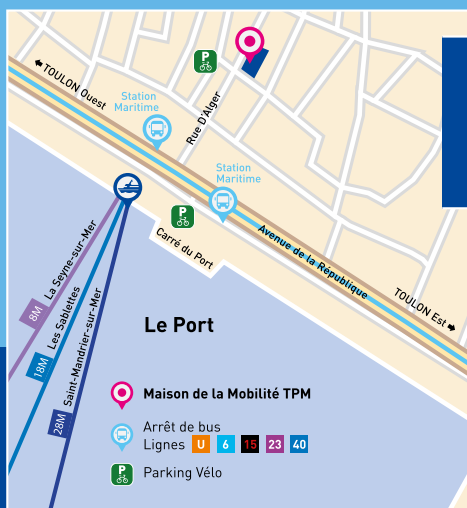 P
TOULON Ouest
Station
Maritime
Rue D'Alger
Station
Maritime
P
Carré du Port
Avenue de la République
TOULON Est
8M La Seyne-sur-Mer
18M Les Sablettes
28M Saint-Mandrier-sur-Mer
Le Port
Maison de la Mobilité TPM
Arrêt de bus
Lignes U 6 15 23 40
P Parking Vélo